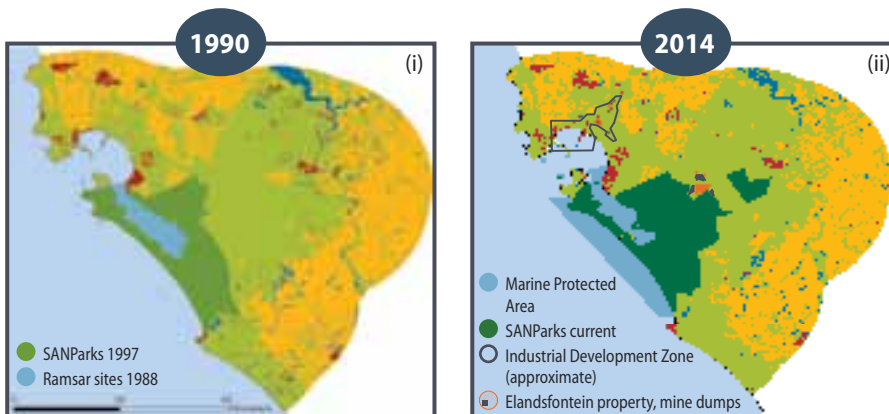 1990
(i)
SANParks 1997
Ramsar sites 1988
2014
(ii)
Marine Protected
Area
SANParks current
Industrial Development Zone
(approximate)
Elandsfontein property, mine dumps